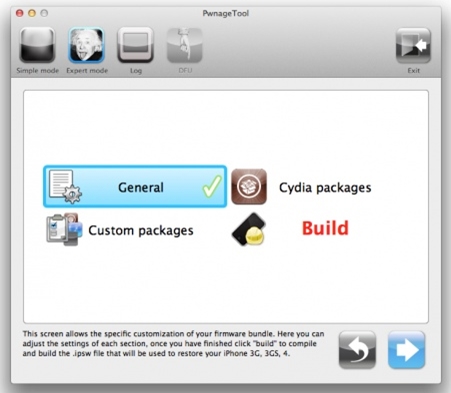 PwnageTool
Simple mode Expert mode Log DFU Exit
General Cydia packages
Custom packages Build
This screen allows the specific customization of your firmware bundle. Here you can
adjust the settings of each section, once you have finished click "build" to compile
and build the .ipsw file that will be used to restore your iPhone 3G, 3GS, 4.